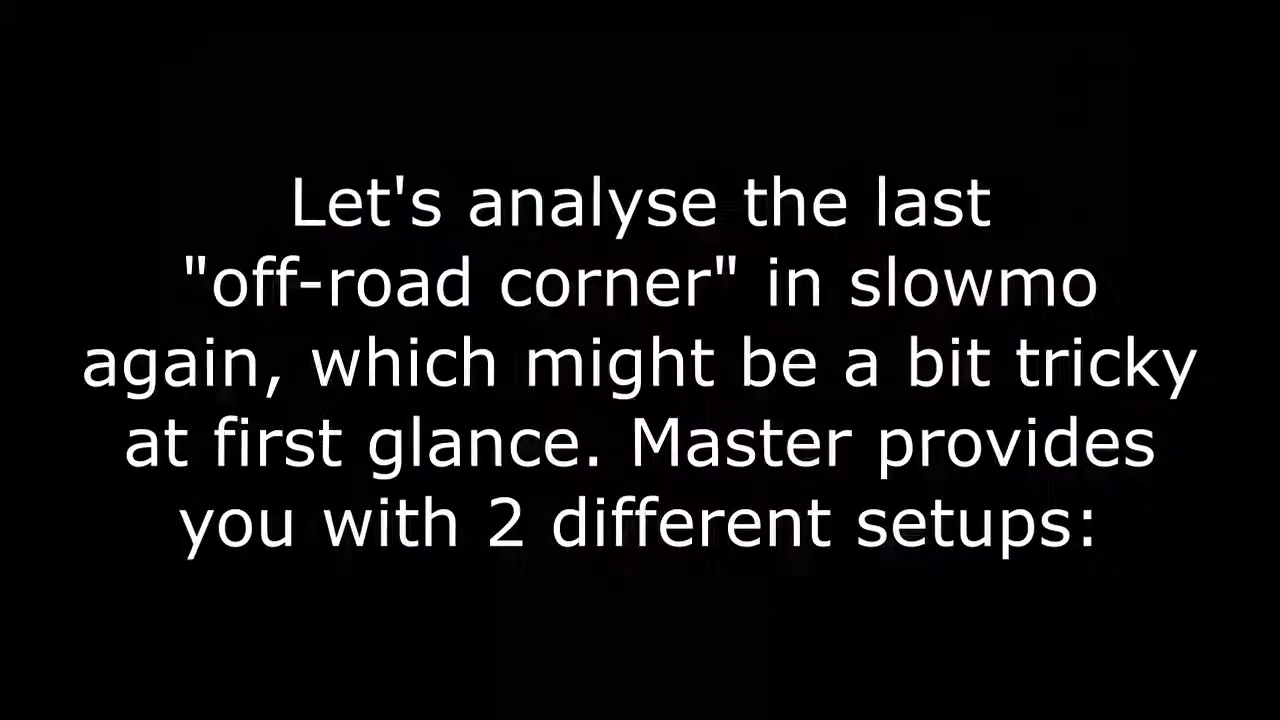 Let's analyse the last
"off-road corner" in slowmo
again, which might be a bit tricky
at first glance. Master provides
you with 2 different setups: